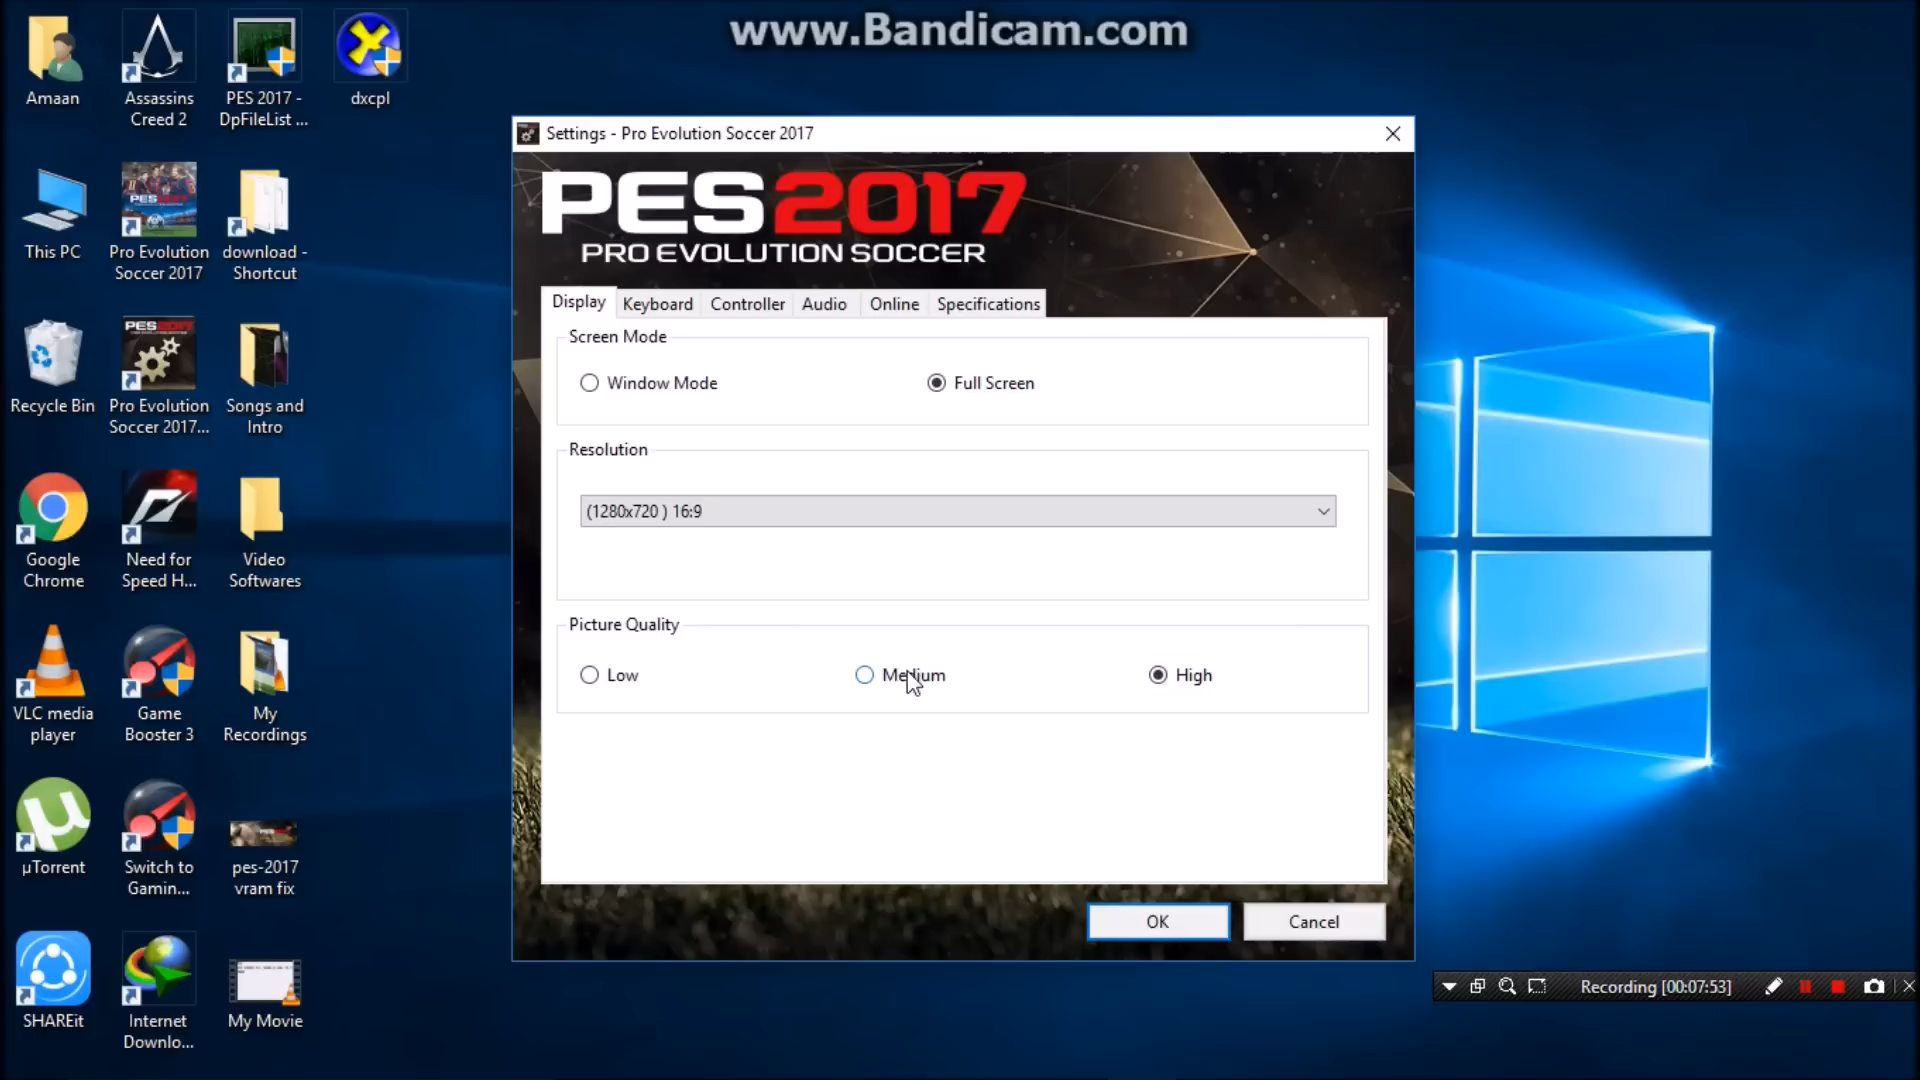 www.Bandicam.com
Amaan
Assassins
Creed 2
PES 2017 -
DpFileList ...
dxcpl
This PC
Pro Evolution
Soccer 2017
download -
Shortcut
Recycle Bin
Pro Evolution
Soccer 2017...
Songs and
Intro
Google
Chrome
Need for
Speed H...
Video
Softwares
VLC media
player
Game
Booster 3
My
Recordings
µTorrent
Switch to
Gamin...
pes-2017
vram fix
SHAREit
Internet
Downlo...
My Movie
Settings - Pro Evolution Soccer 2017
PES2017
PRO EVOLUTION SOCCER
Display Keyboard Controller Audio Online Specifications
Screen Mode
Window Mode Full Screen
Resolution
(1280x720 ) 16:9
Picture Quality
Low Medium High
OK Cancel
Recording [00:07:53]